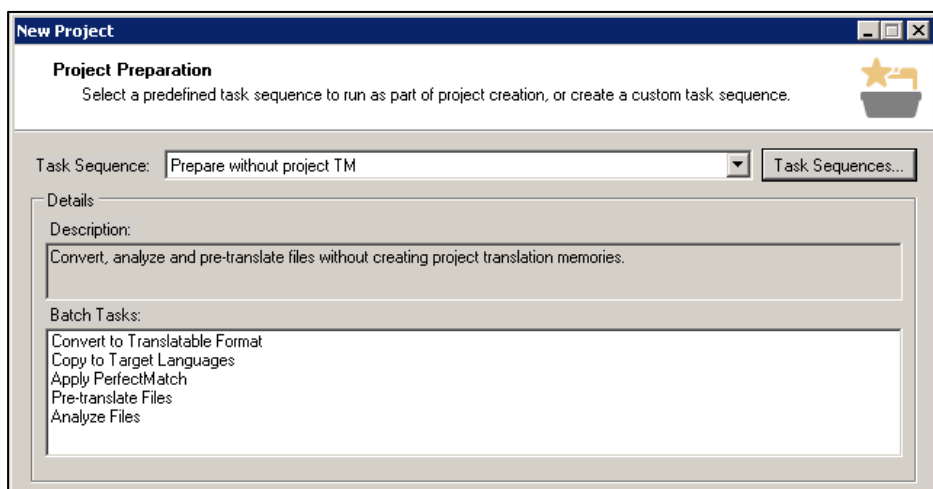 New Project
Project Preparation
Select a predefined task sequence to run as part of project creation, or create a custom task sequence.
Task Sequence: Prepare without project TM Task Sequences...
Details
Description:
Convert, analyze and pre-translate files without creating project translation memories.
Batch Tasks:
Convert to Translatable Format
Copy to Target Languages
Apply PerfectMatch
Pre-translate Files
Analyze Files